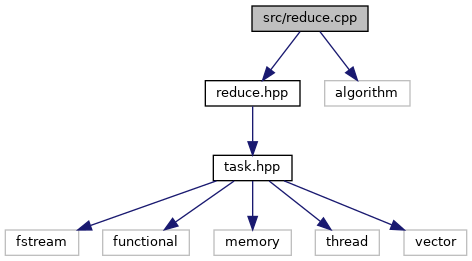 src/reduce.cpp
reduce.hpp
algorithm
task.hpp
fstream
functional
memory
thread
vector